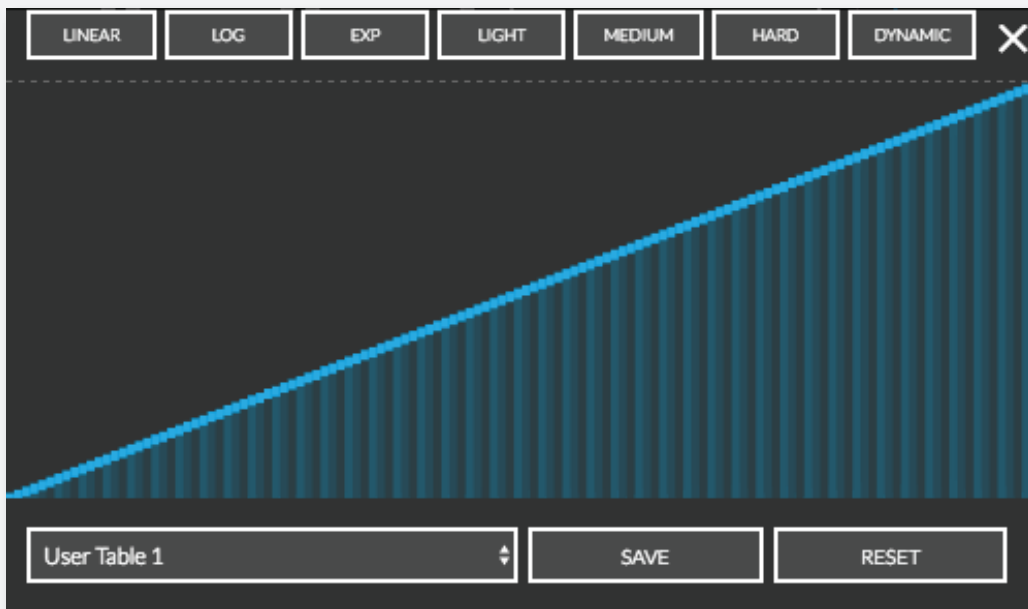 LINEAR LOG EXP LIGHT MEDIUM HARD DYNAMIC
User Table 1 SAVE RESET